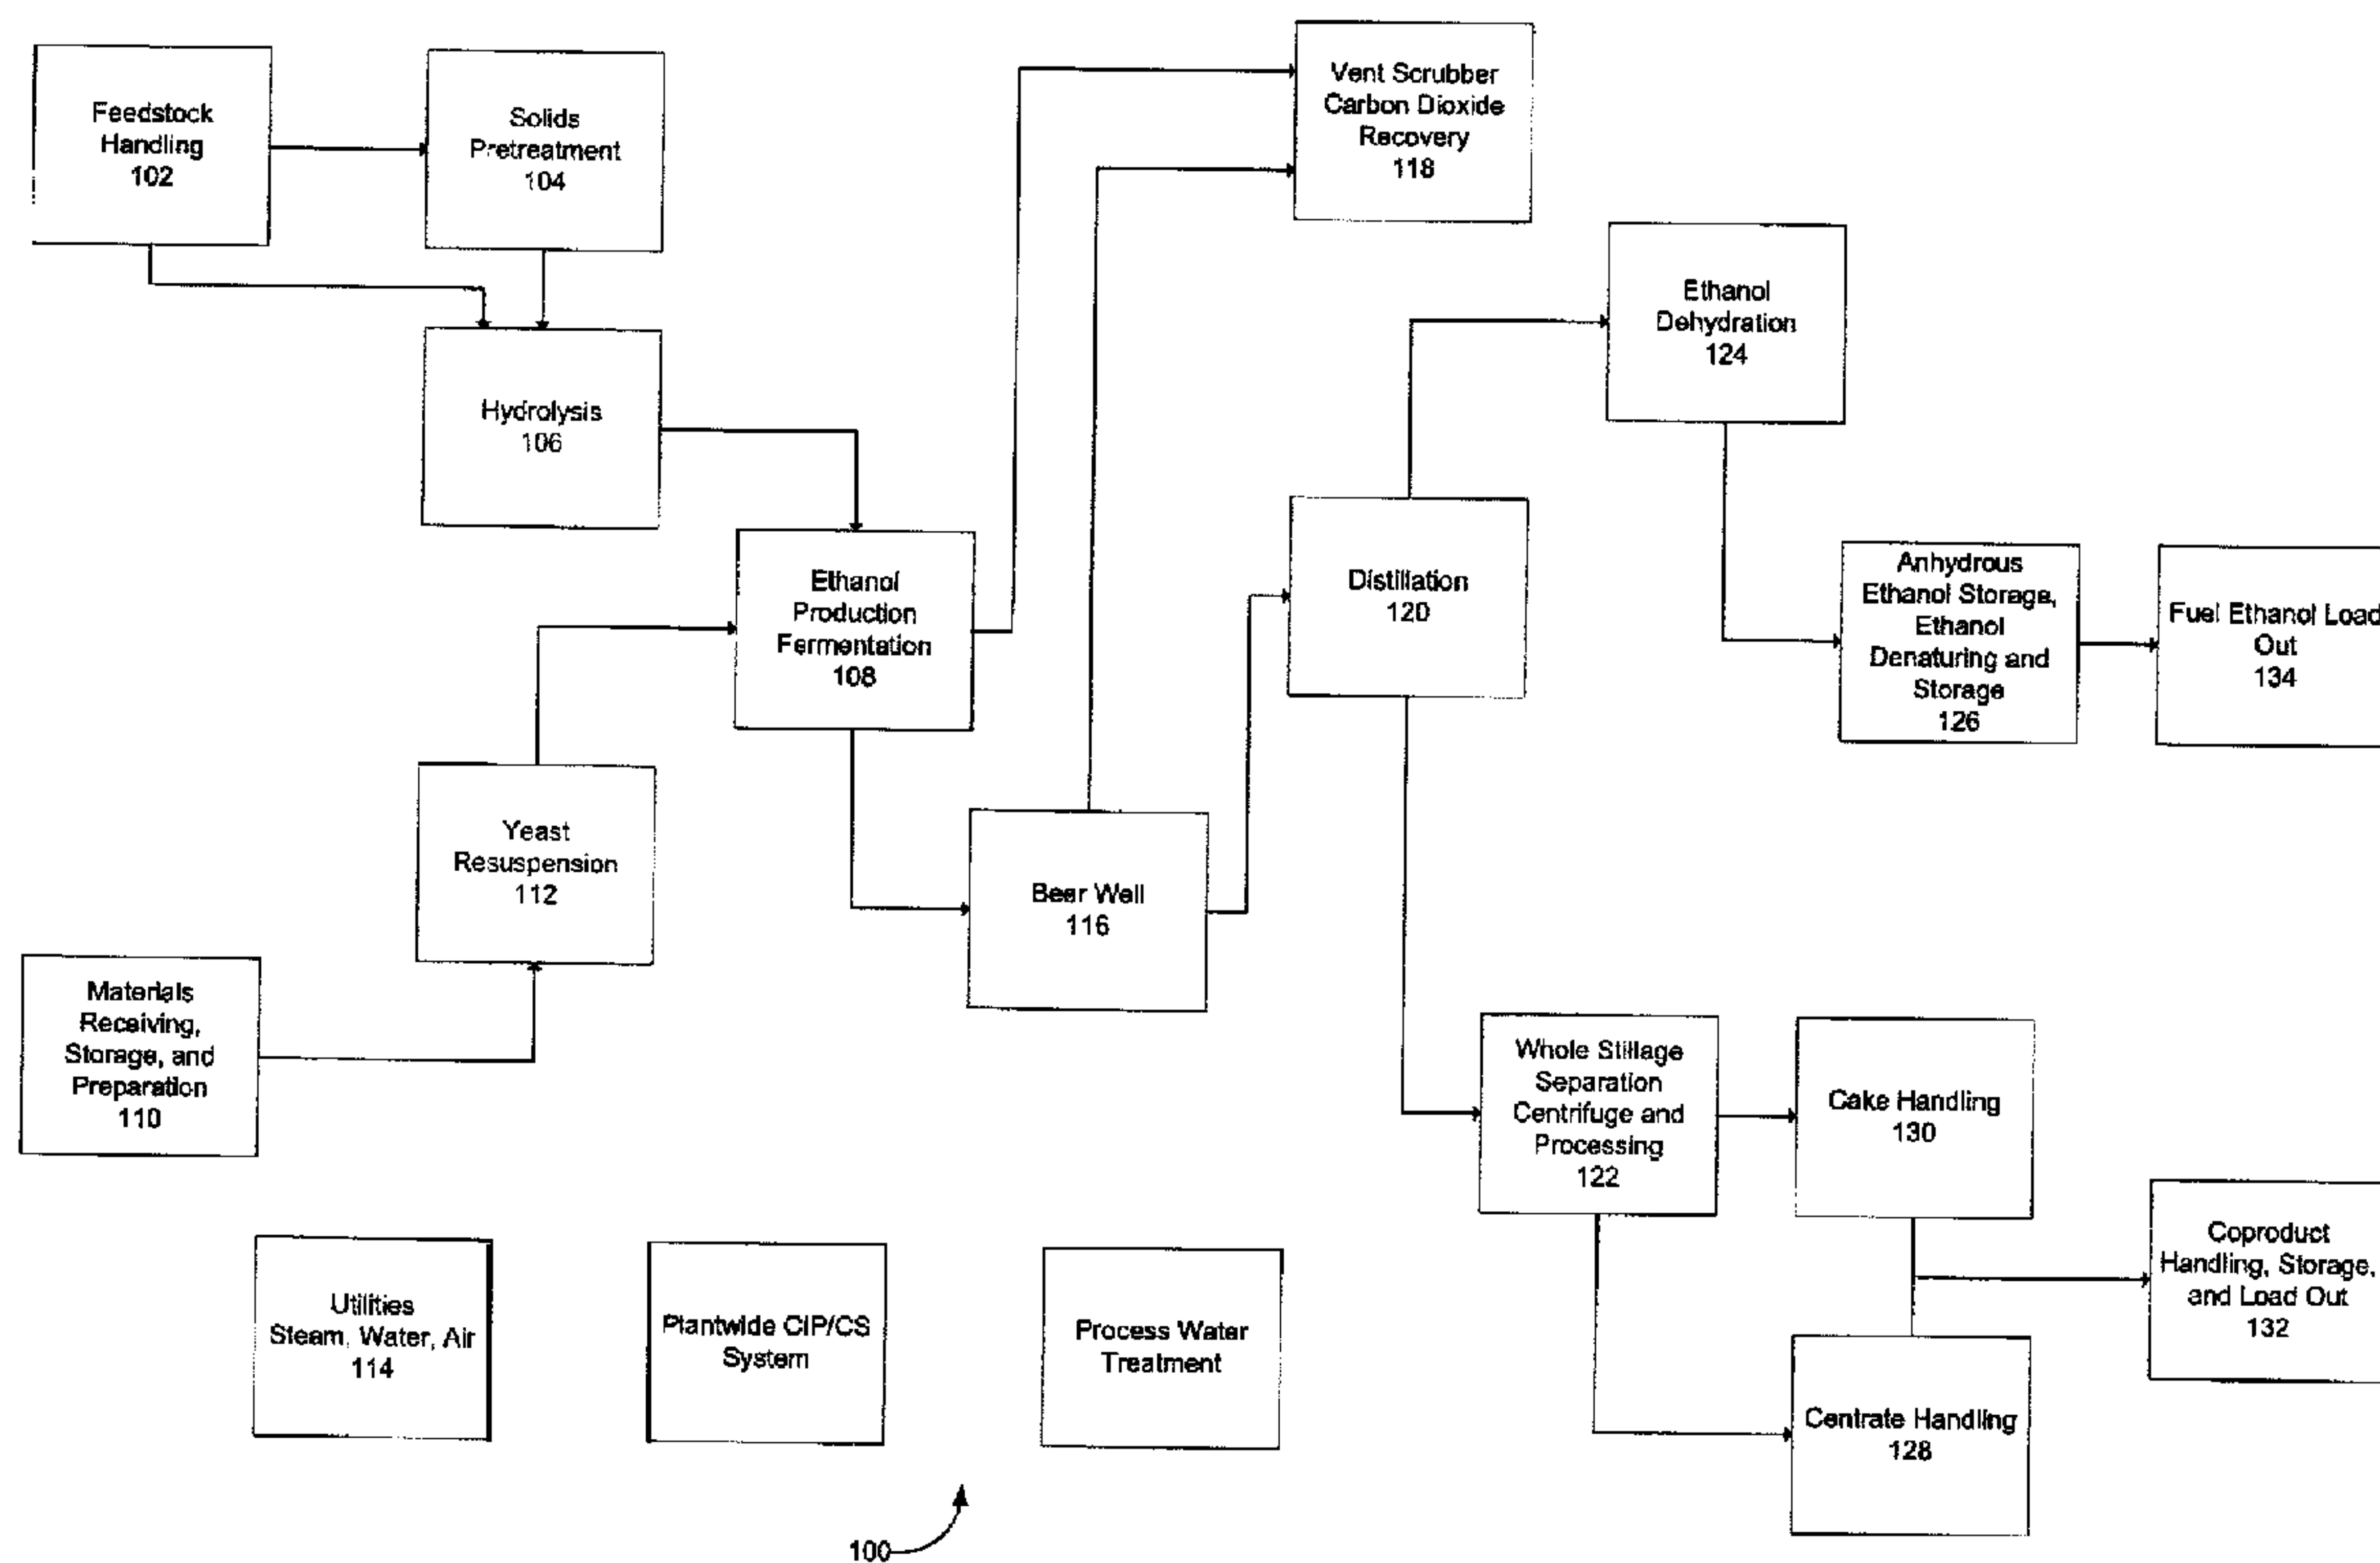 Feedstock
Handling
102
Solids
Pretreatment
104
Vent Scrubber
Carbon Dioxide
Recovery
118
Hydrolysis
106
Ethanol
Dehydration
124
Ethanol
Production
Fermentation
108
Distillation
120
Anhydrous
Ethanol Storage,
Ethanol
Denaturing and
Storage
126
Fuel Ethanol Load
Out
134
Yeast
Resuspension
112
Beer Well
116
Materials
Receiving,
Storage, and
Preparation
110
Whole Stillage
Separation
Centrifuge and
Processing
122
Cake Handling
130
Coproduct
Handling, Storage,
and Load Out
132
Utilities
Steam, Water, Air
114
Plantwide CIP/CS
System
Process Water
Treatment
Centrate Handling
128
100